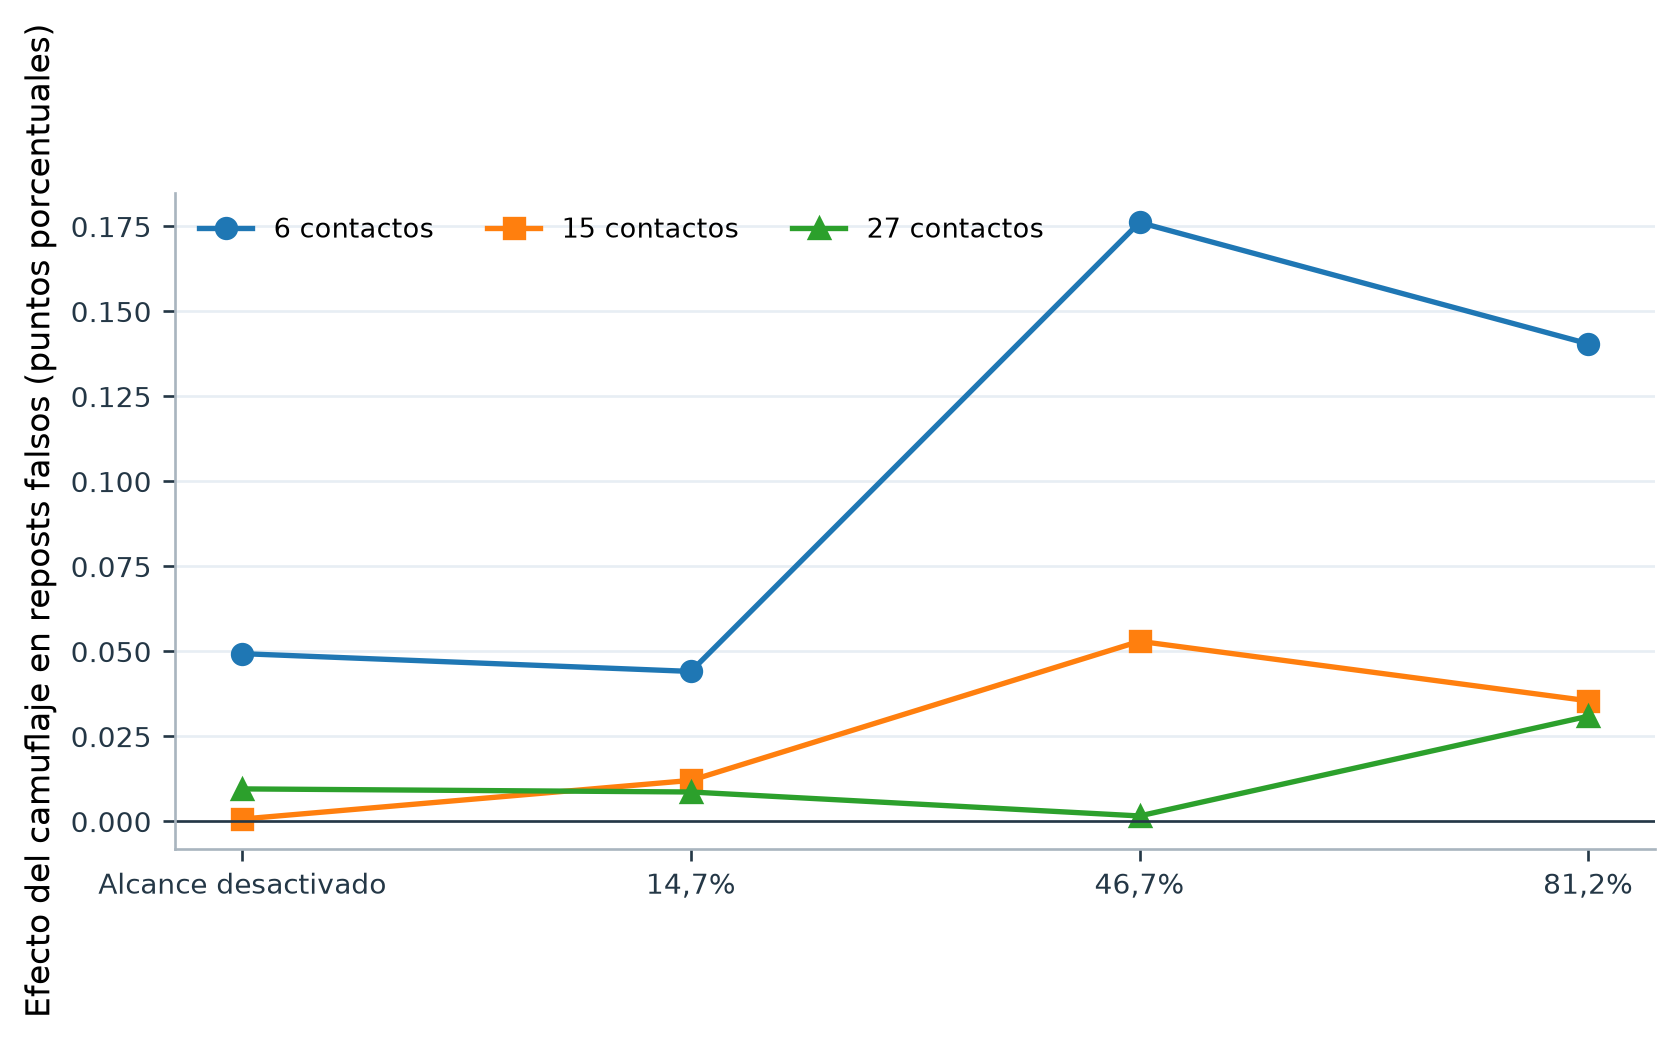 Efecto del camuflaje en reposts falsos (puntos porcentuales)
6 contactos
15 contactos
27 contactos
0.175
0.150
0.125
0.100
0.075
0.050
0.025
0.000
Alcance desactivado
14,7%
46,7%
81,2%